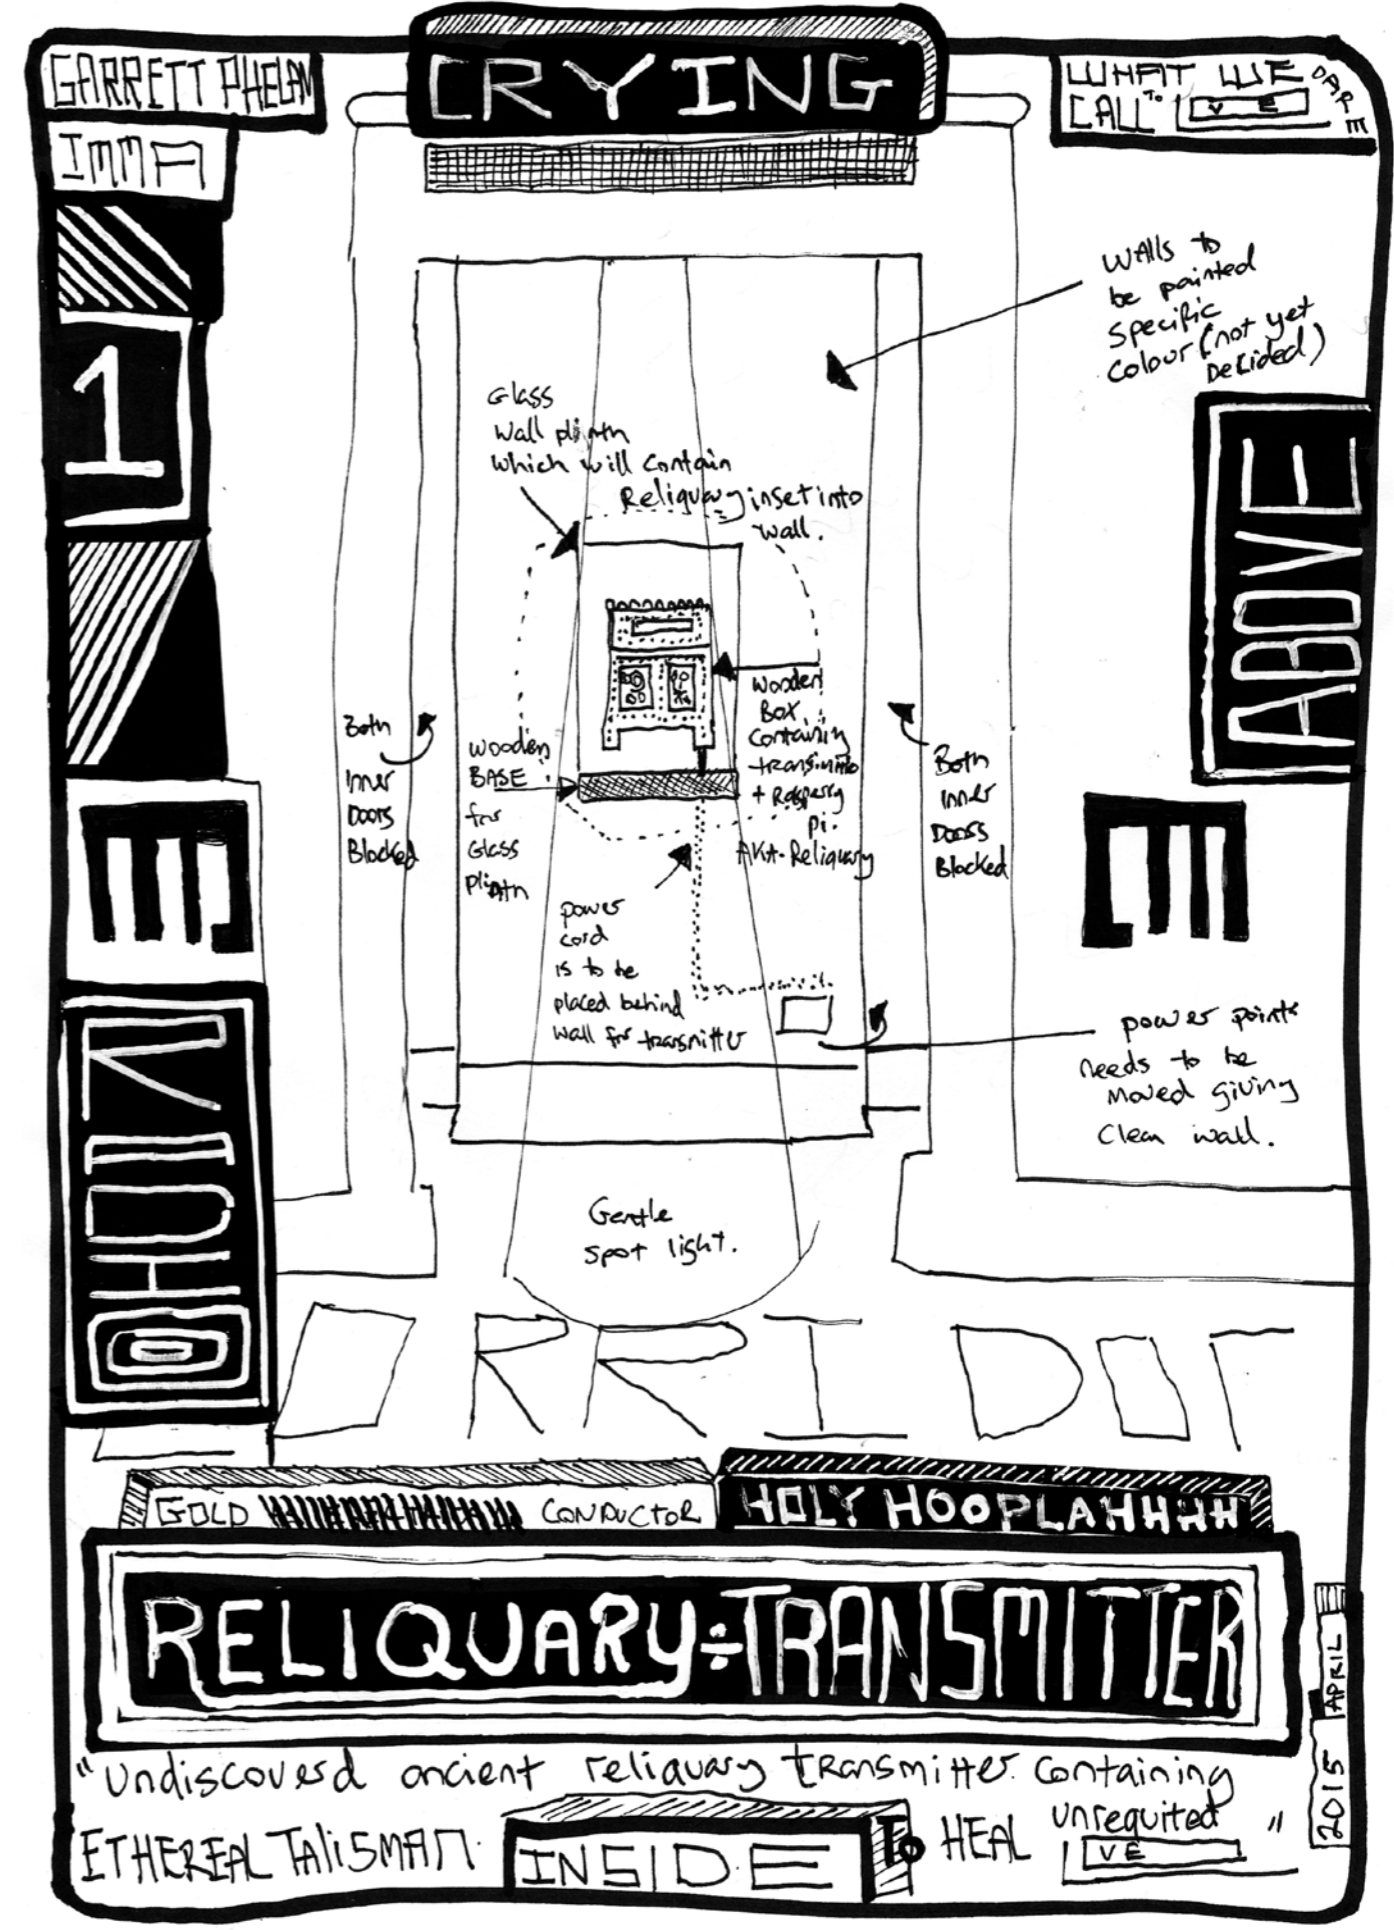 GARRETT PHELAN
IMMA
CRYING
WHAT WE
DARE
TO
CALL
VE
1
E
ABOVE
E
WAlls to
be painted
specific
colour (not yet
Decided)
Glass
Wall plinth
which will contain
Reliquary inset into
wall.
Both
Inner
Doors
Blocked
Wooden
BASE
for
Glass
plinth
Wooden
BOX
containing
+ Raspberry
Pi.
AKA-Reliquary
Both
Inner
Doors
Blocked
power
cord
is to be
placed behind
wall for transmitter
power points
needs to be
moved giving
clean wall.
Gentle
spot light.
GOLD
CONDUCTOR
HOLY HOOPLAHHHH
RELIQUARY÷TRANSMITTER
"Undiscoverd ancient reliquary transmitter containing
ETHEREAL TAliSMAN. INSIDE TO HEAL unrequited "
VE
2015 APRIL